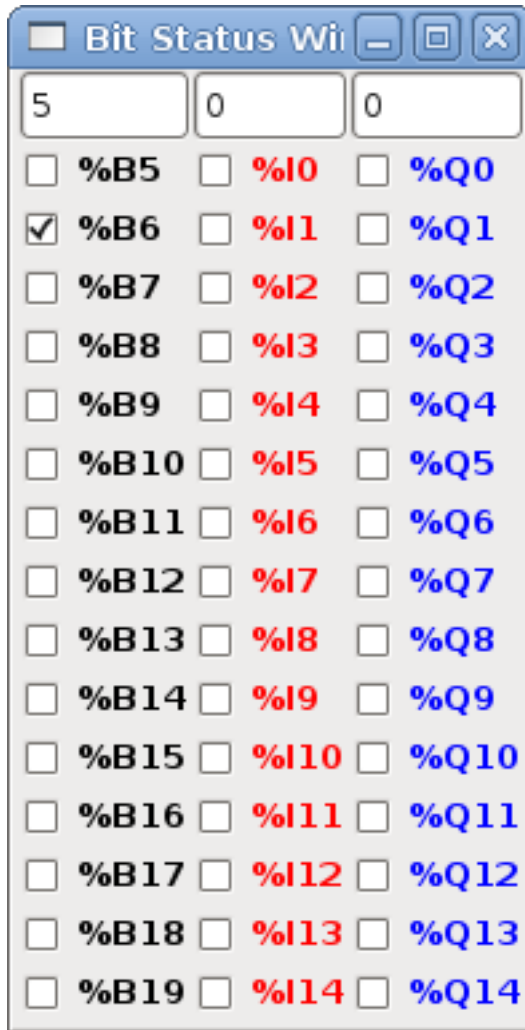 Bit Status Wi
5 0 0
%B5 %I0 %Q0
%B6 %I1 %Q1
%B7 %I2 %Q2
%B8 %I3 %Q3
%B9 %I4 %Q4
%B10 %I5 %Q5
%B11 %I6 %Q6
%B12 %I7 %Q7
%B13 %I8 %Q8
%B14 %I9 %Q9
%B15 %I10 %Q10
%B16 %I11 %Q11
%B17 %I12 %Q12
%B18 %I13 %Q13
%B19 %I14 %Q14